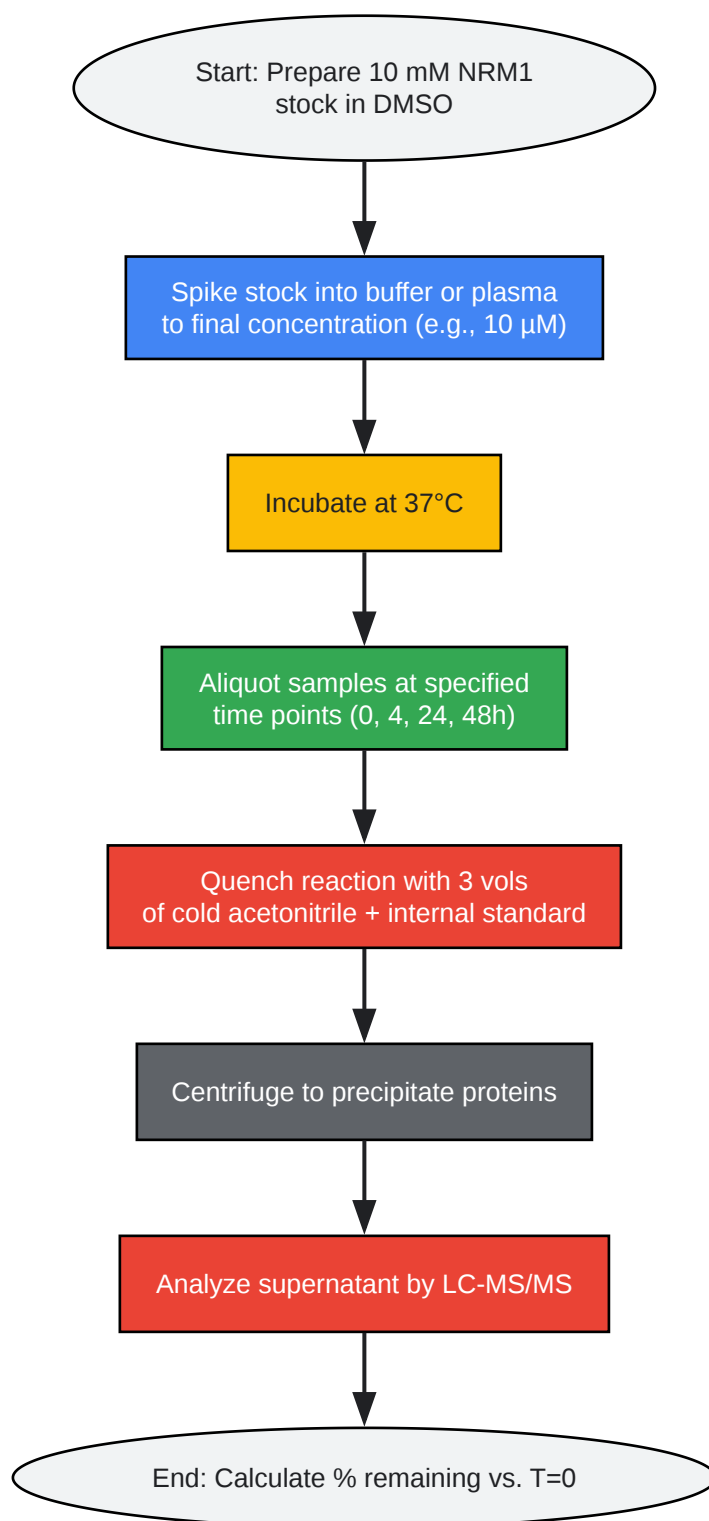 Start: Prepare 10 mM NRM1
stock in DMSO
Spike stock into buffer or plasma
to final concentration (e.g., 10 µM)
Incubate at 37°C
Aliquot samples at specified
time points (0, 4, 24, 48h)
Quench reaction with 3 vols
of cold acetonitrile + internal standard
Centrifuge to precipitate proteins
Analyze supernatant by LC-MS/MS
End: Calculate % remaining vs. T=0